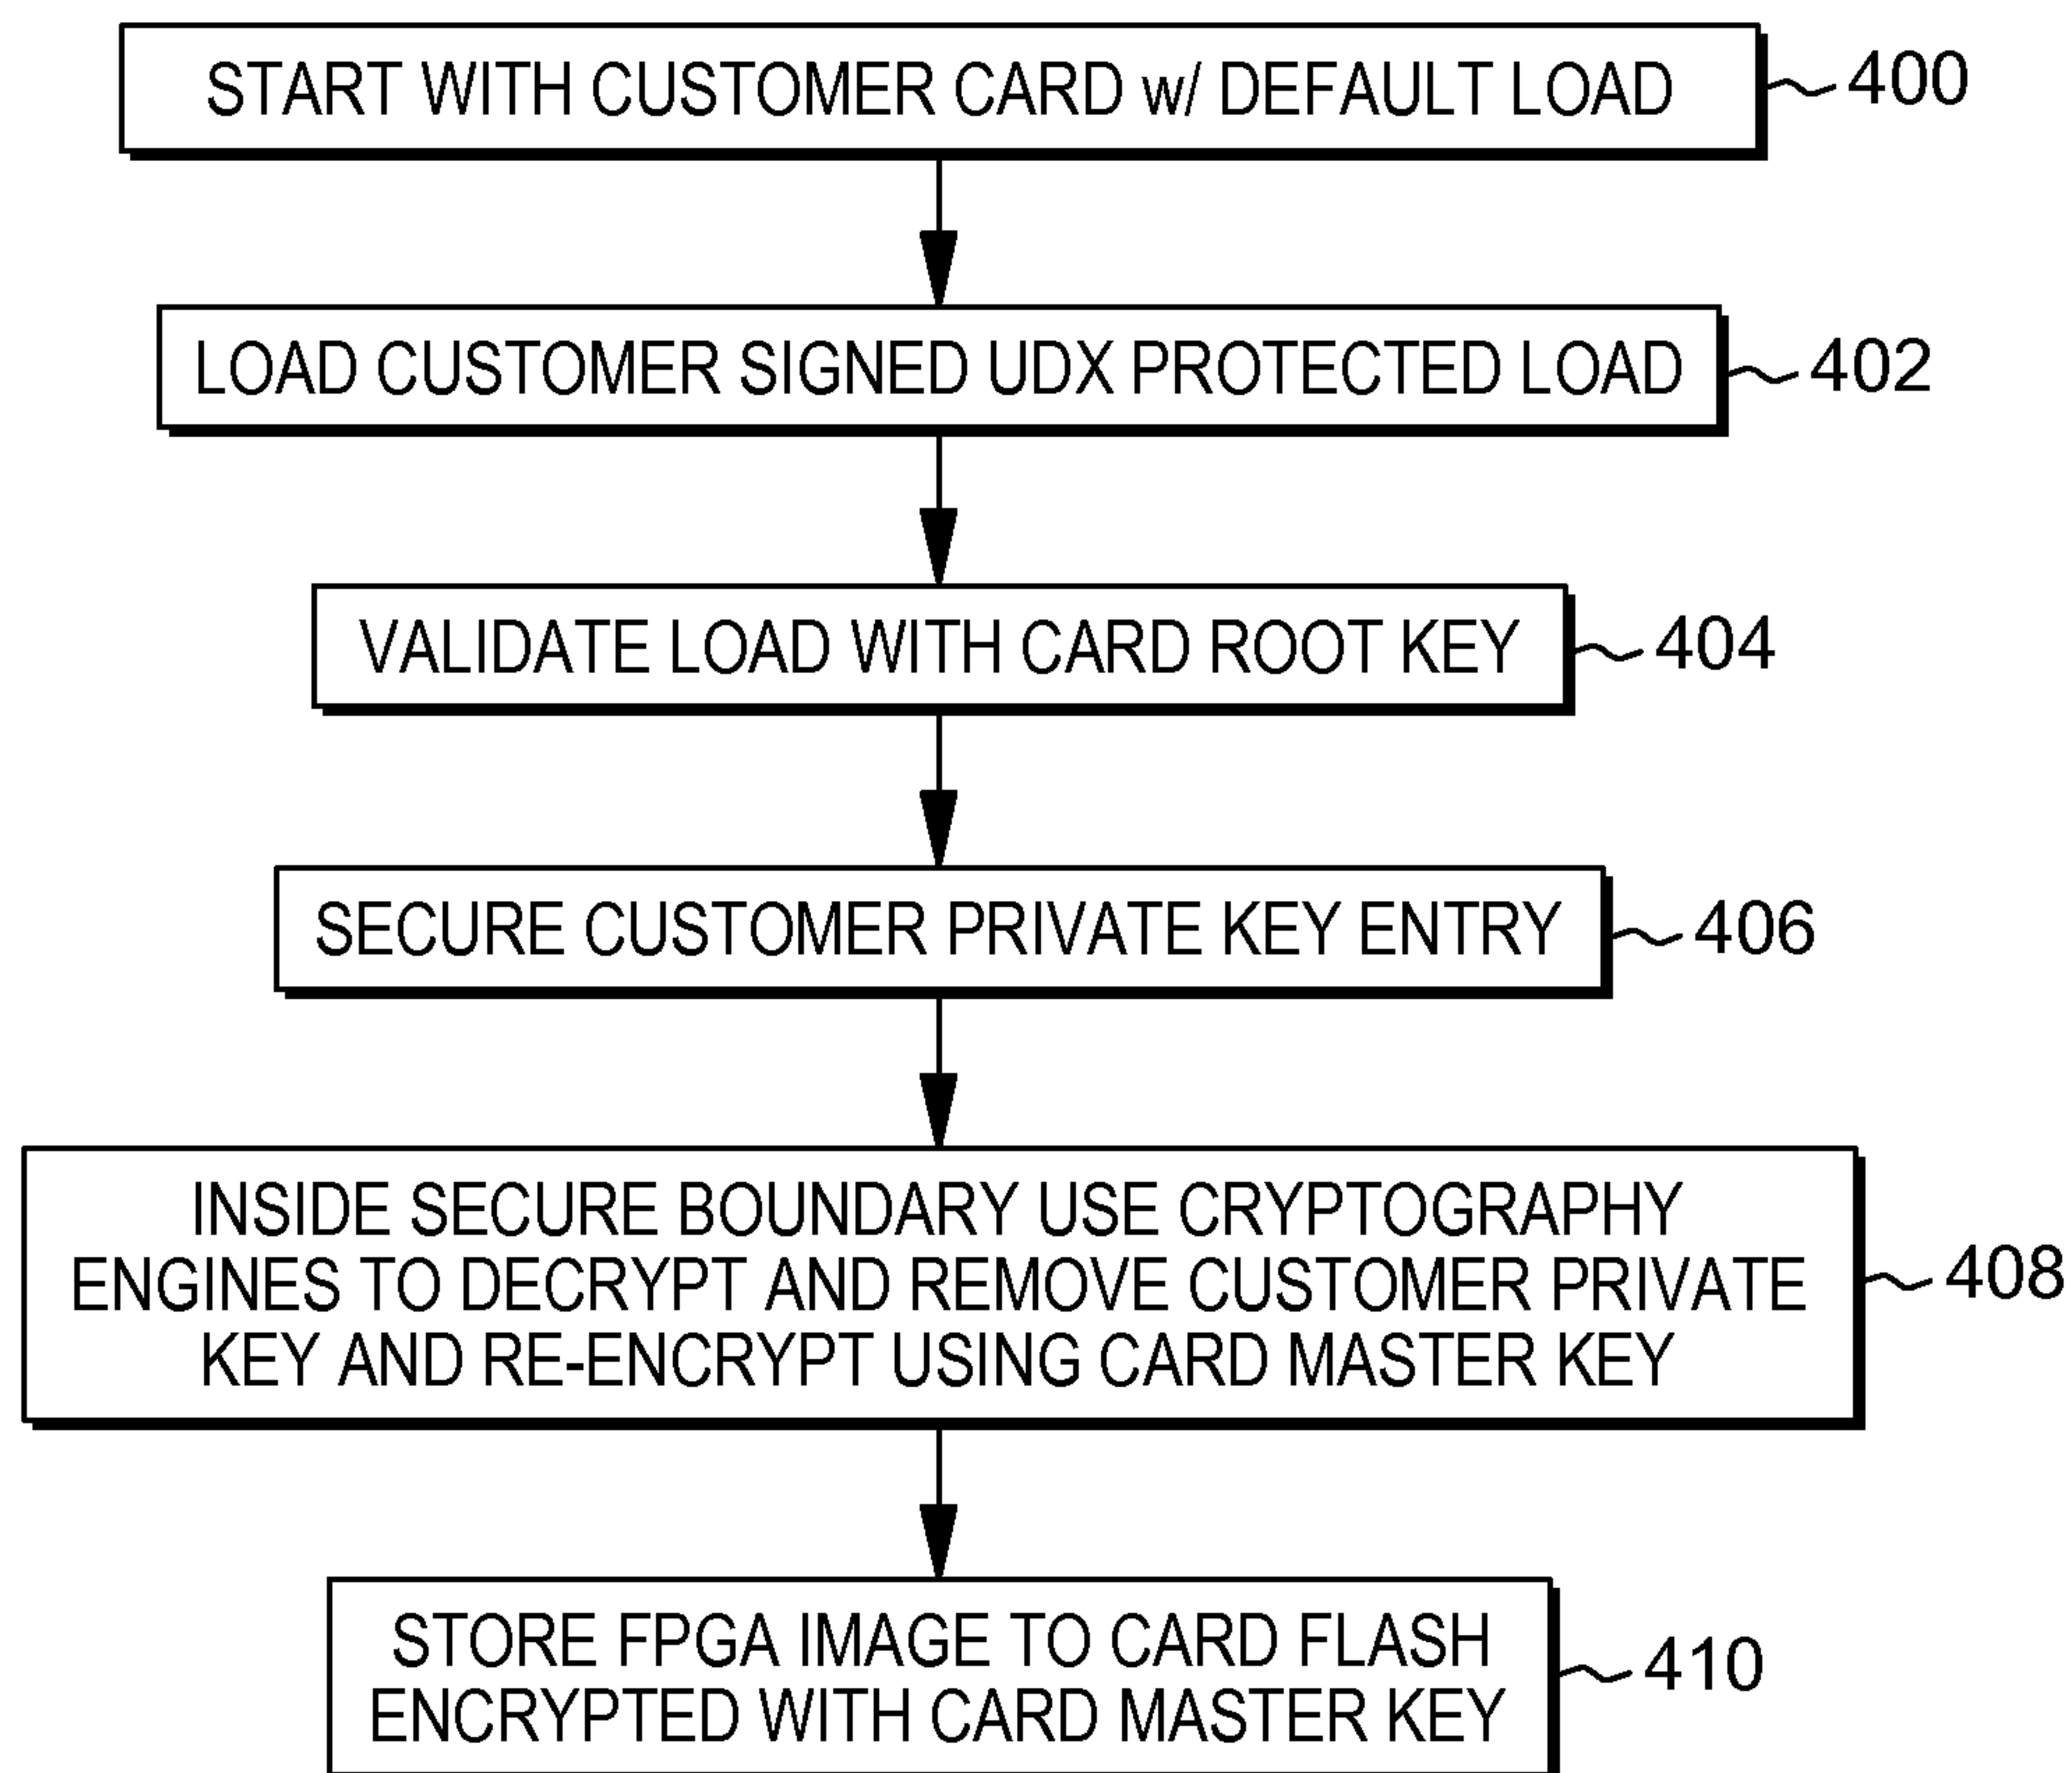 START WITH CUSTOMER CARD w/ DEFAULT LOAD
400
LOAD CUSTOMER SIGNED UDX PROTECTED LOAD
402
VALIDATE LOAD WITH CARD ROOT KEY
404
SECURE CUSTOMER PRIVATE KEY ENTRY
406
INSIDE SECURE BOUNDARY USE CRYPTOGRAPHY
ENGINES TO DECRYPT AND REMOVE CUSTOMER PRIVATE
KEY AND RE-ENCRYPT USING CARD MASTER KEY
408
STORE FPGA IMAGE TO CARD FLASH
ENCRYPTED WITH CARD MASTER KEY
410